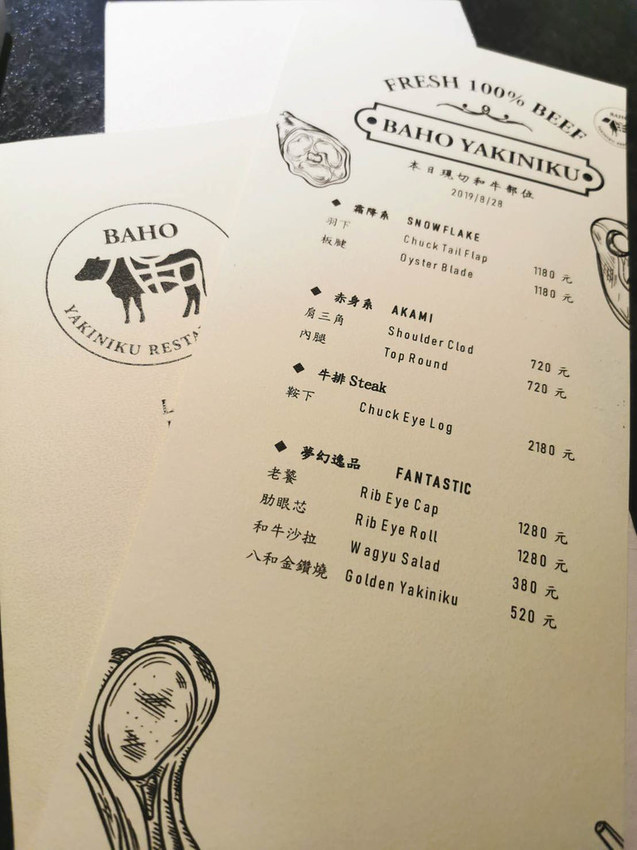 FRESH 100% BEEF
BAHO YAKINIKU
本日現切和牛部位
2019/8/28
◆ 霜降系 SNOWFLAKE
羽下 Chuck Tail Flap 1180 元
板腱 Oyster Blade 1180 元
◆ 赤身系 AKAMI
肩三角 Shoulder Clod 720 元
內腿 Top Round 720 元
◆ 牛排 Steak
鞍下 Chuck Eye Log 2180 元
◆ 夢幻逸品 FANTASTIC
老饕 Rib Eye Cap 1280 元
肋眼芯 Rib Eye Roll 1280 元
和牛沙拉 Wagyu Salad 380 元
八和金鑽燒 Golden Yakiniku 520 元
BAHO
YAKINIKU RESTA